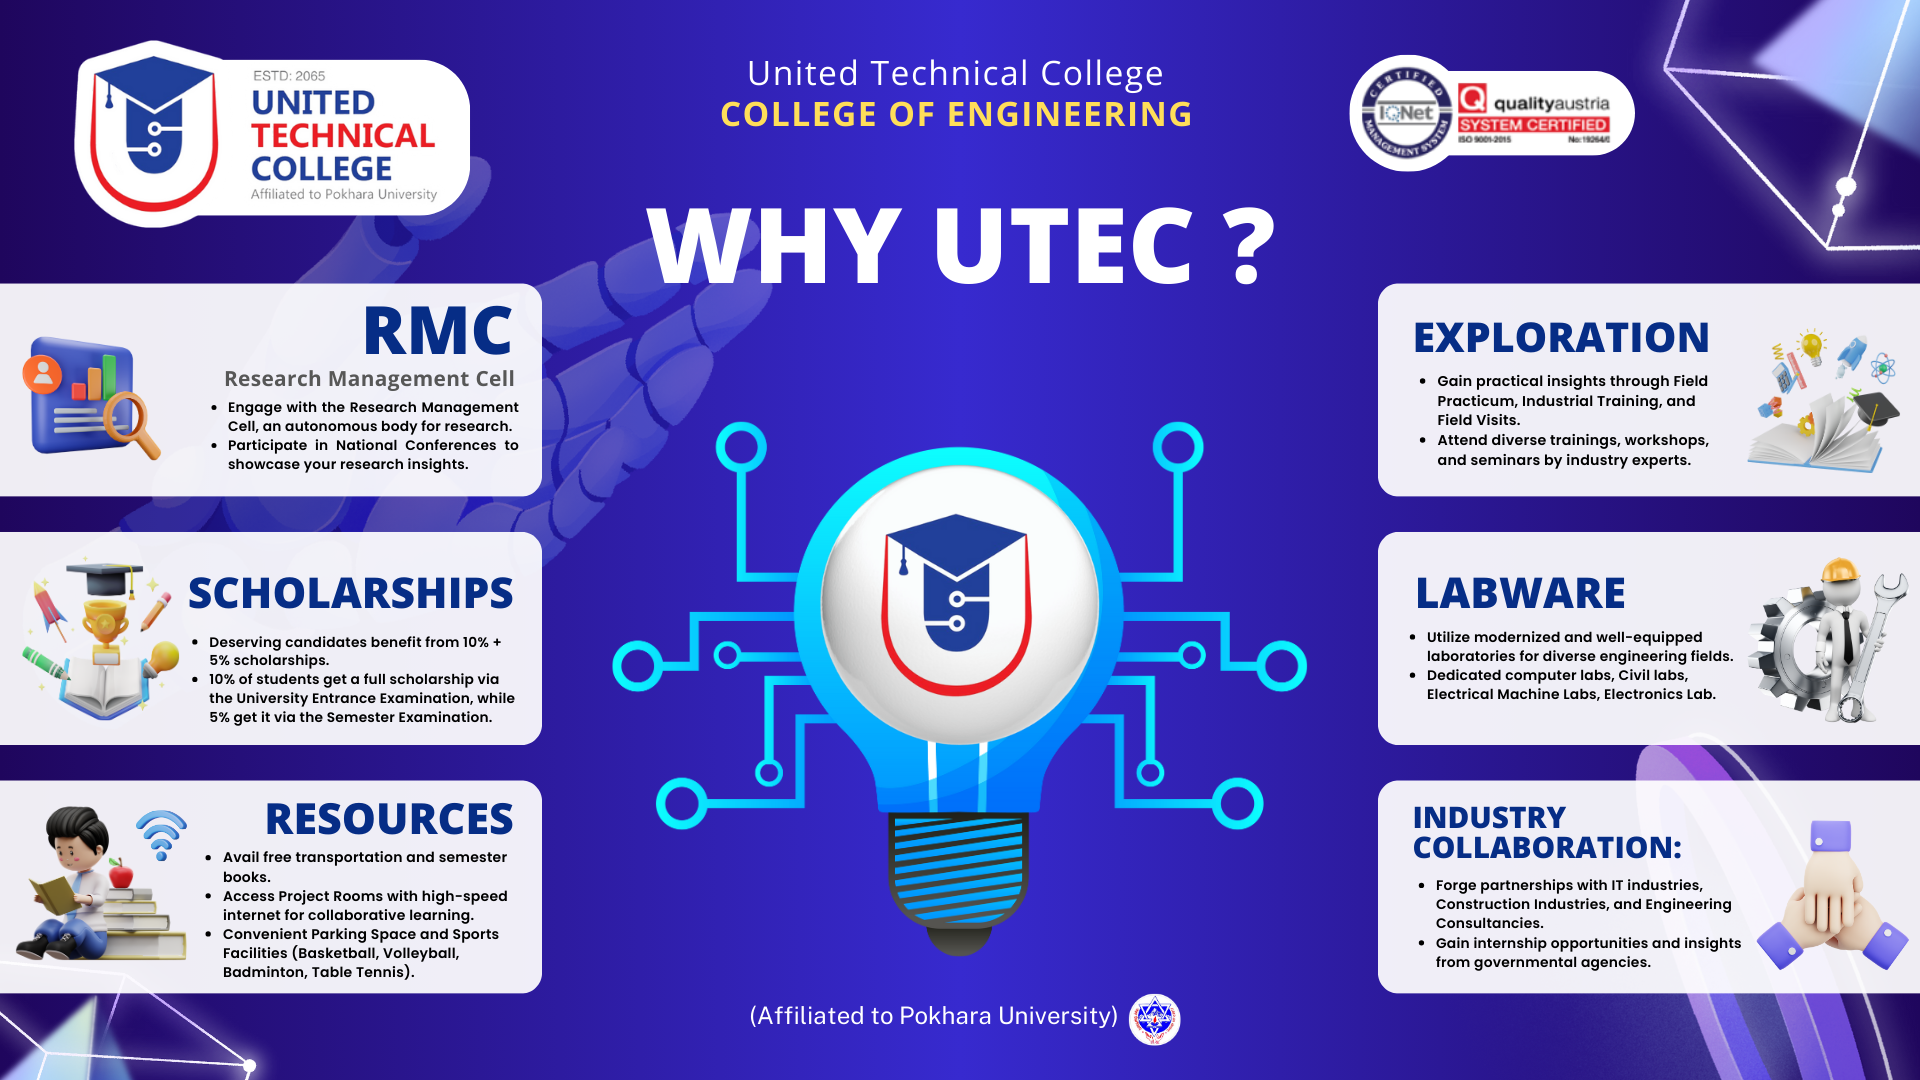 ESTD: 2065
UNITED
TECHNICAL
COLLEGE
Affiliated to Pokhara University
United Technical College
COLLEGE OF ENGINEERING
CERTIFIED
IQNet
MANAGEMENT SYSTEM
Q qualityaustria
SYSTEM CERTIFIED
ISO 9001:2015
WHY UTEC ?
RMC
Research Management Cell
• Engage with the Research Management
Cell, an autonomous body for research.
• Participate in National Conferences to
showcase your research insights.
SCHOLARSHIPS
• Deserving candidates benefit from 10% +
5% scholarships.
• 10% of students get a full scholarship via
the University Entrance Examination, while
5% get it via the Semester Examination.
RESOURCES
• Avail free transportation and semester
books.
• Access Project Rooms with high-speed
internet for collaborative learning.
• Convenient Parking Space and Sports
Facilities (Basketball, Volleyball,
Badminton, Table Tennis).
EXPLORATION
• Gain practical insights through Field
Practicum, Industrial Training, and
Field Visits.
• Attend diverse trainings, workshops,
and seminars by industry experts.
LABWARE
• Utilize modernized and well-equipped
laboratories for diverse engineering fields.
• Dedicated computer labs, Civil labs,
Electrical Machine Labs, Electronics Lab.
INDUSTRY
COLLABORATION:
• Forge partnerships with IT industries,
Construction Industries, and Engineering
Consultancies.
• Gain internship opportunities and insights
from governmental agencies.
(Affiliated to Pokhara University)